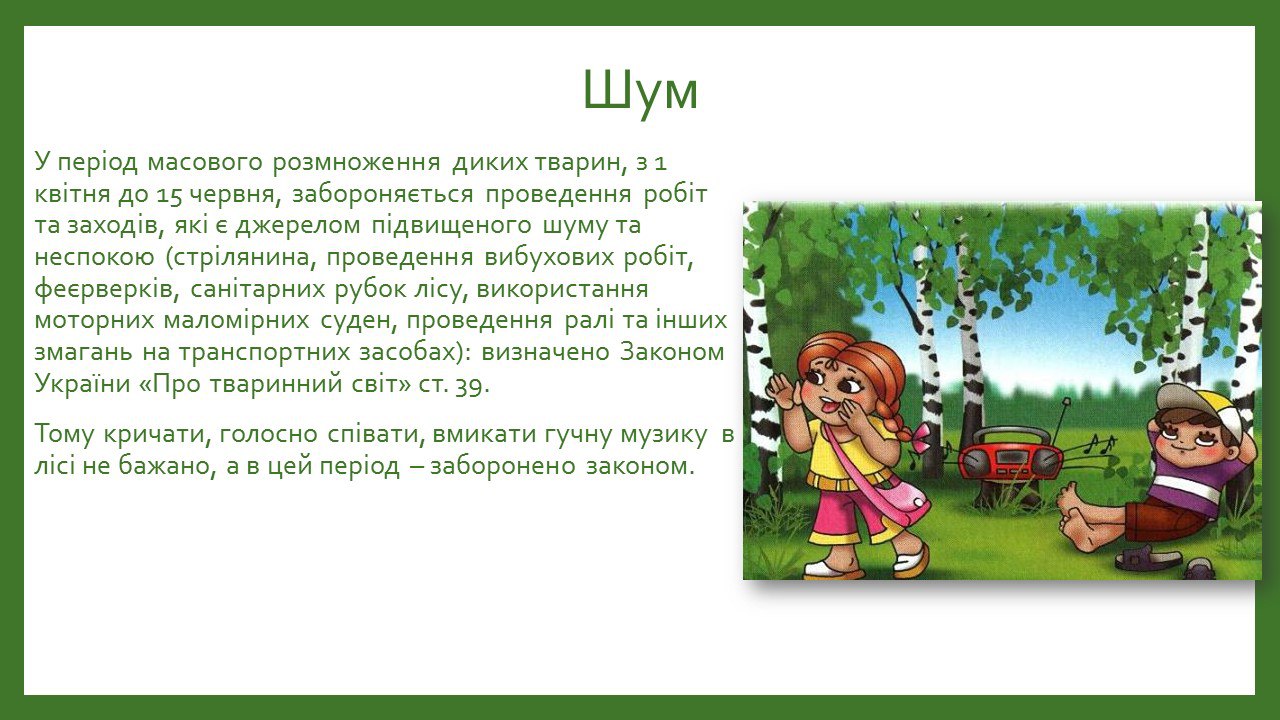 Шум
У період масового розмноження диких тварин, з 1
квітня до 15 червня, забороняється проведення робіт
та заходів, які є джерелом підвищеного шуму та
неспокою (стрілянина, проведення вибухових робіт,
феєрверків, санітарних рубок лісу, використання
моторних маломірних суден, проведення ралі та інших
змагань на транспортних засобах): визначено Законом
України «Про тваринний світ» ст. 39.
Тому кричати, голосно співати, вмикати гучну музику в
лісі не бажано, а в цей період – заборонено законом.